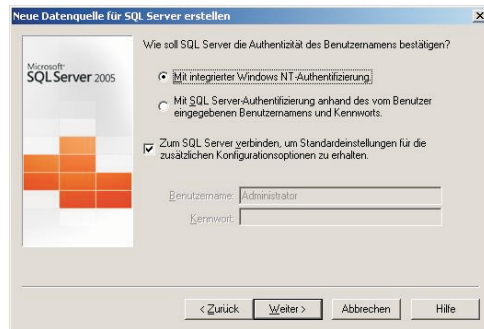 Neue Datenquelle für SQL Server erstellen
Microsoft
SQL Server 2005
Wie soll SQL Server die Authentizität des Benutzernamens bestätigen?
Mit integrierter Windows NT-Authentifizierung.
Mit SQL Server-Authentifizierung anhand des vom Benutzer
eingegebenen Benutzernamens und Kennworts.
Zum SQL Server verbinden, um Standardeinstellungen für die
zusätzlichen Konfigurationsoptionen zu erhalten.
Benutzername: Administrator
Kennwort:
< Zurück Weiter > Abbrechen Hilfe